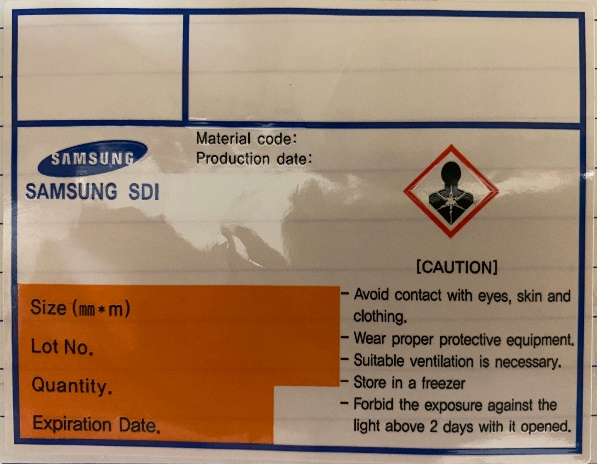 Material code:
Production date:
SAMSUNG
SAMSUNG SDI
[CAUTION]
Size (mm*m)
Lot No.
Quantity.
Expiration Date.
- Avoid contact with eyes, skin and
clothing.
- Wear proper protective equipment.
- Suitable ventilation is necessary.
- Store in a freezer
- Forbid the exposure against the
light above 2 days with it opened.